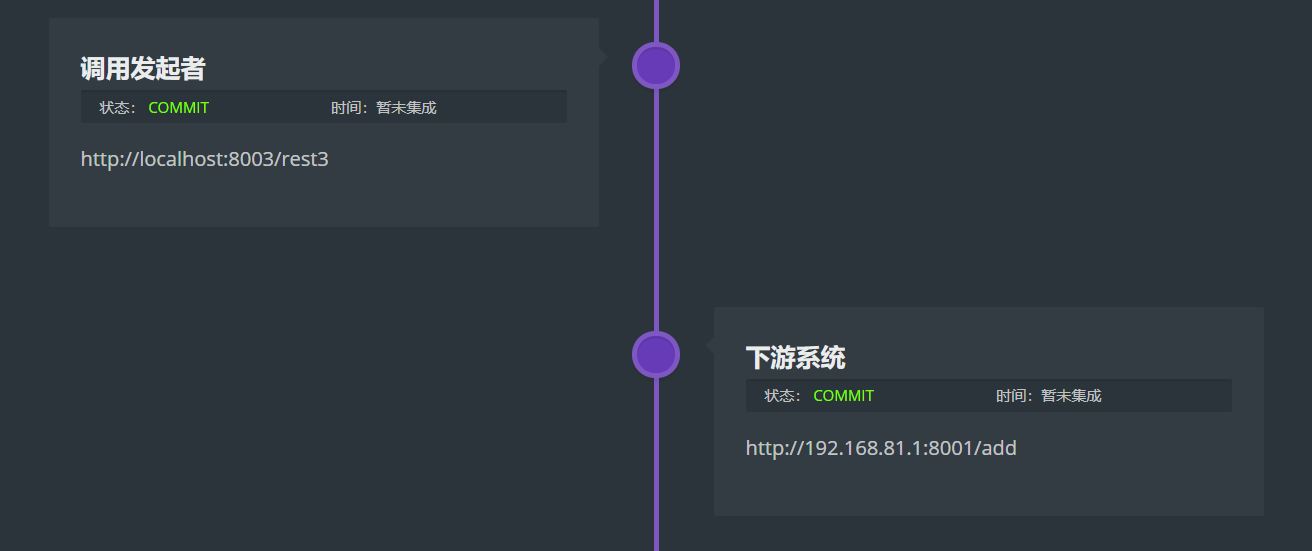 调用发起者
状态： COMMIT 时间：暂未集成
http://localhost:8003/rest3
下游系统
状态： COMMIT 时间：暂未集成
http://192.168.81.1:8001/add